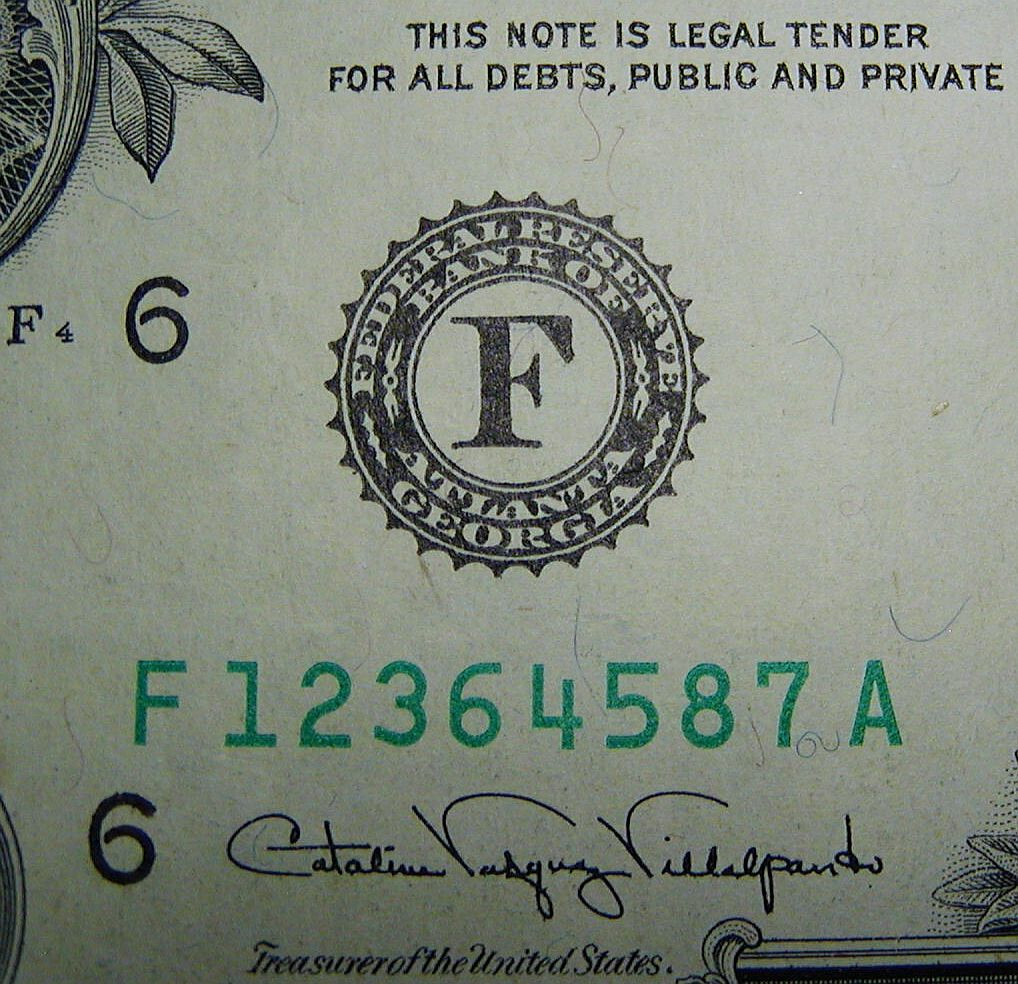 THIS NOTE IS LEGAL TENDER
FOR ALL DEBTS, PUBLIC AND PRIVATE
FEDERAL RESERVE
BANK OF
F
ATLANTA
GEORGIA
F4 6
F12364587A
6
Catalina Vasquez Villalpando
Treasurer of the United States.